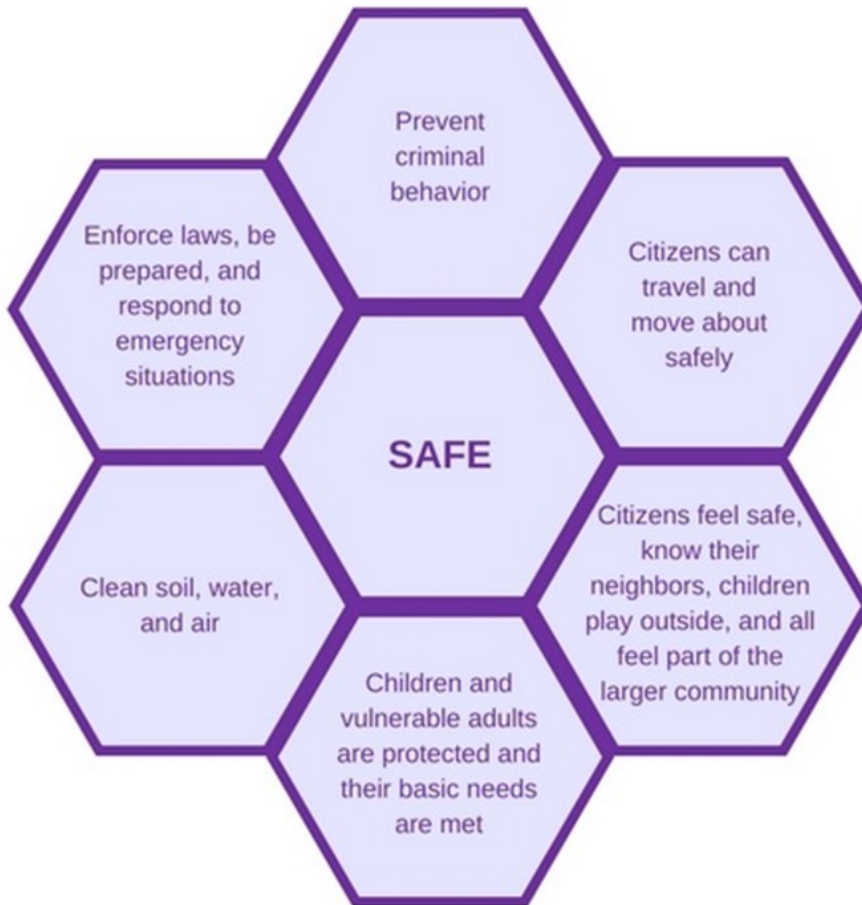 Prevent
criminal
behavior
Enforce laws, be
prepared, and
respond to
emergency
situations
Citizens can
travel and
move about
safely
SAFE
Clean soil, water,
and air
Citizens feel safe,
know their
neighbors, children
play outside, and all
feel part of the
larger community
Children and
vulnerable adults
are protected and
their basic needs
are met